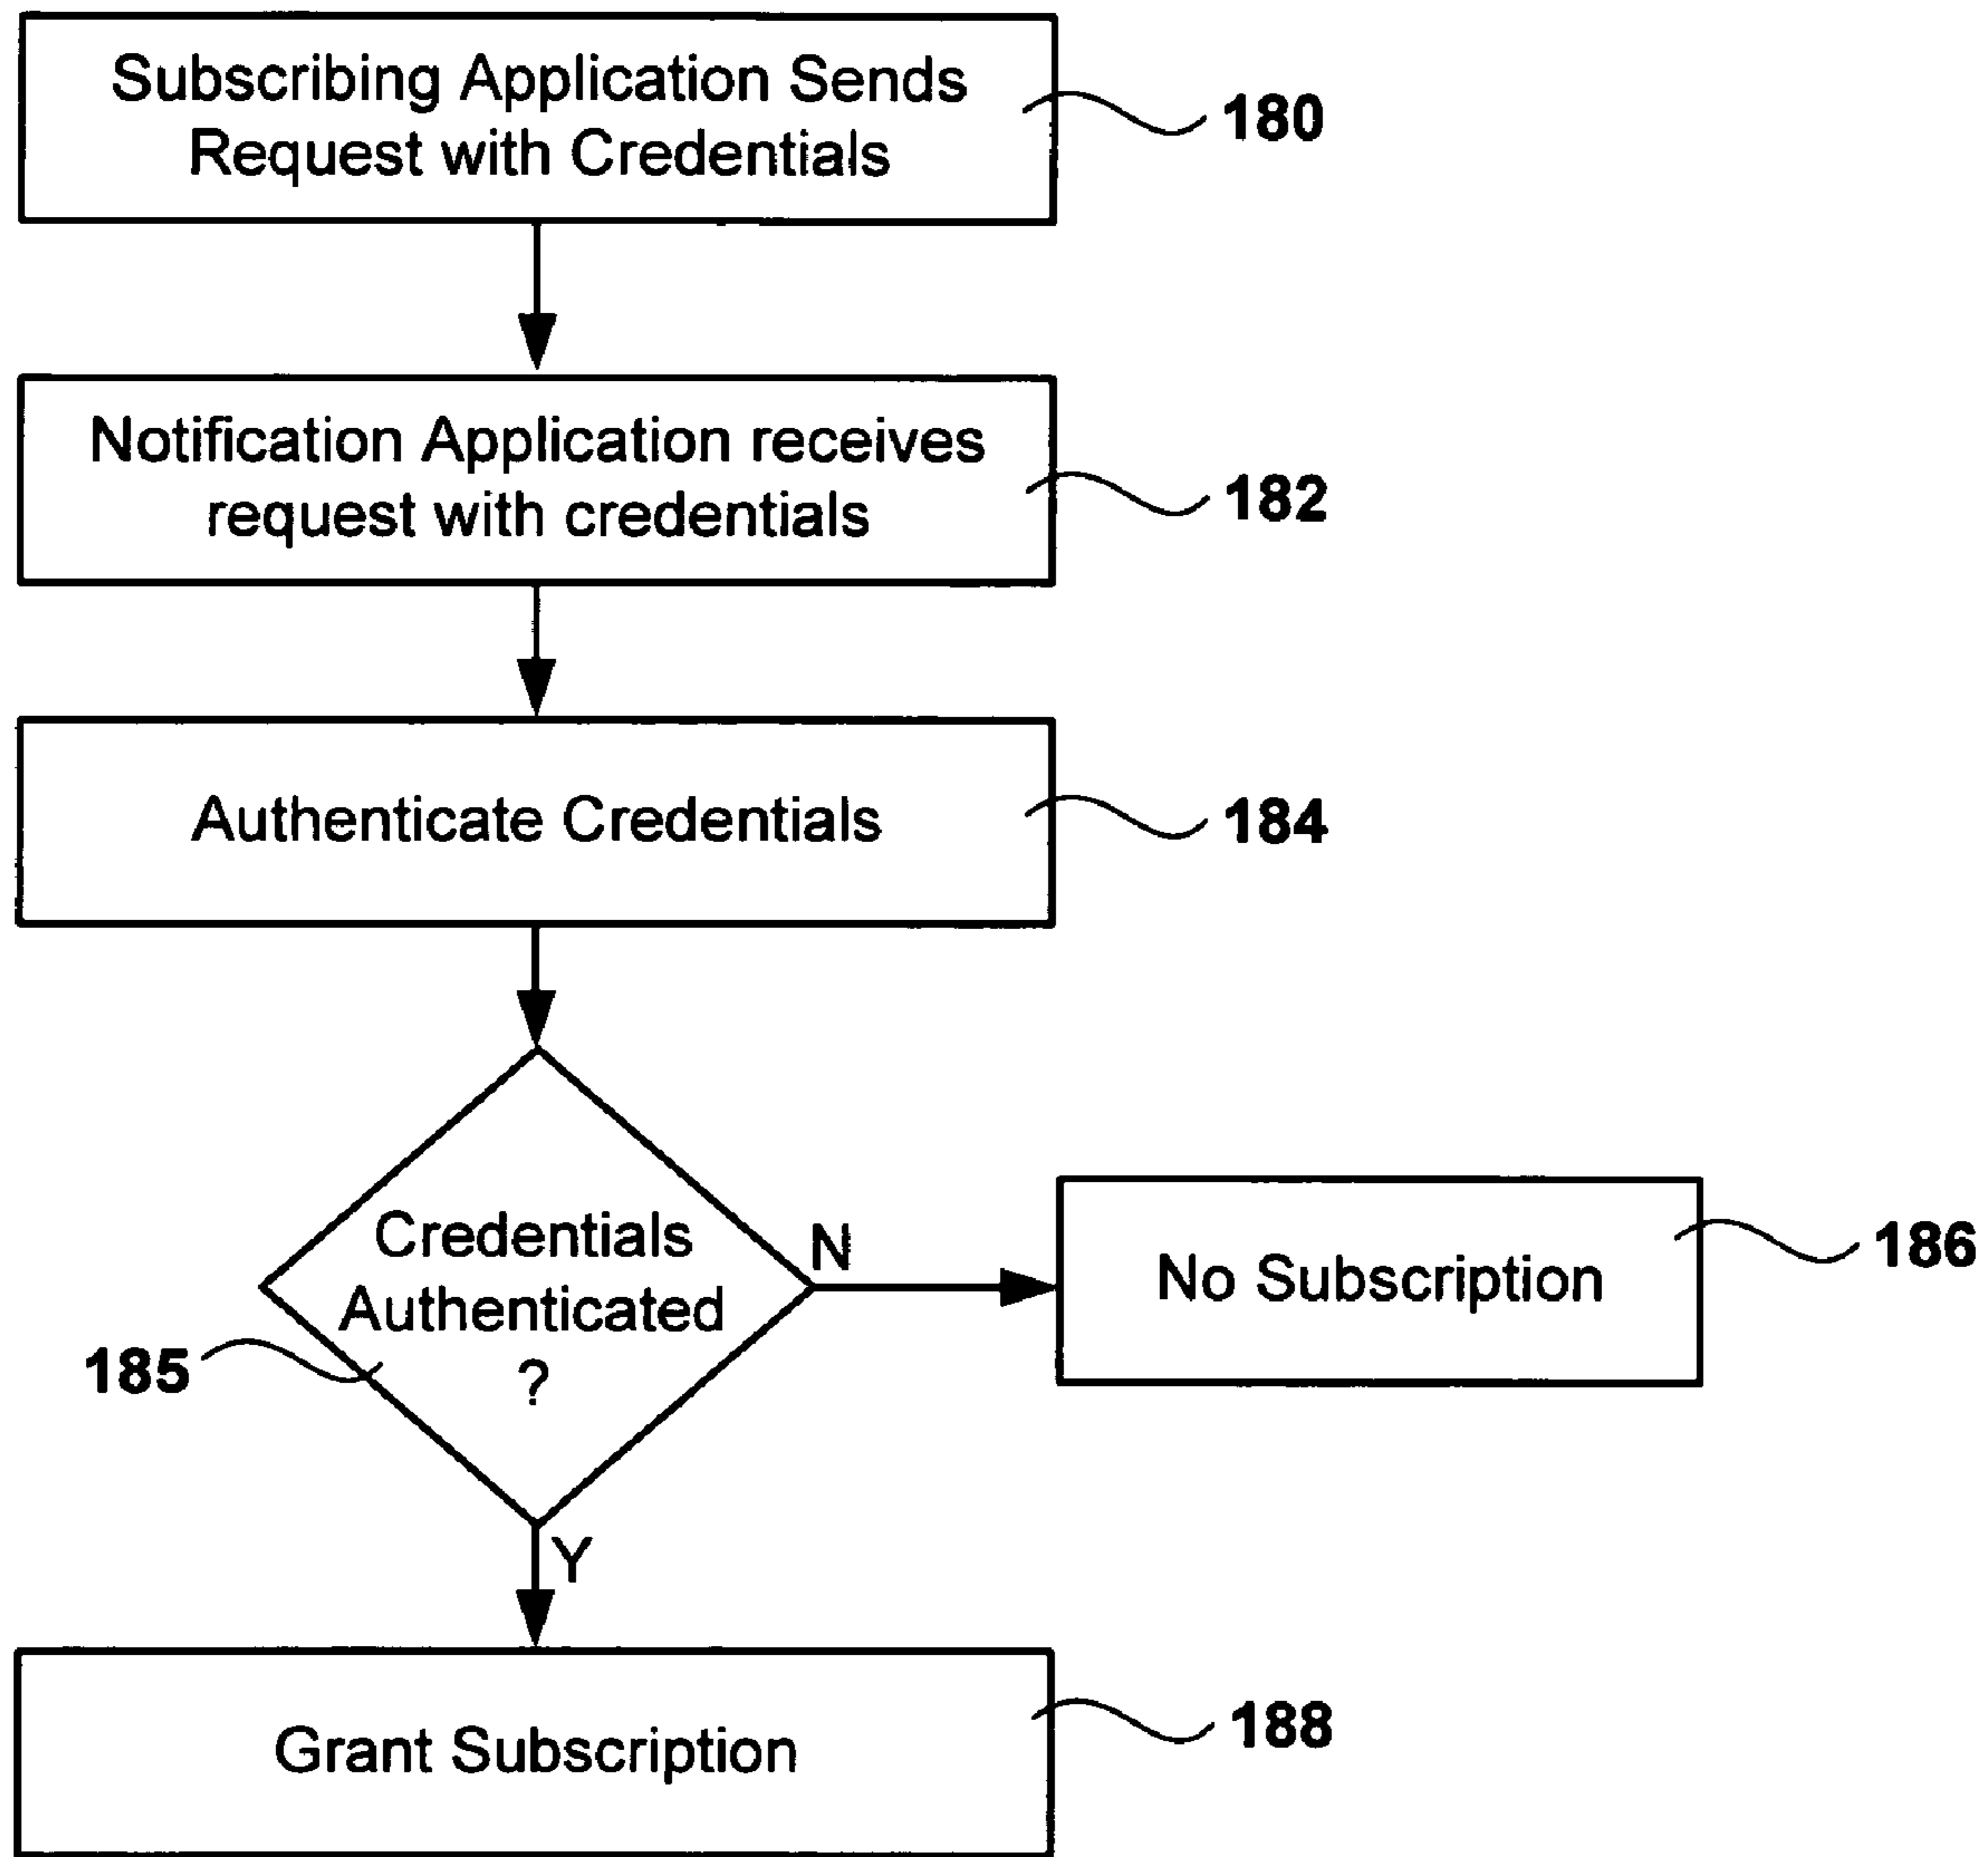 Subscribing Application Sends
Request with Credentials
180
Notification Application receives
request with credentials
182
Authenticate Credentials
184
Credentials
Authenticated
?
185
N
No Subscription
186
Y
Grant Subscription
188